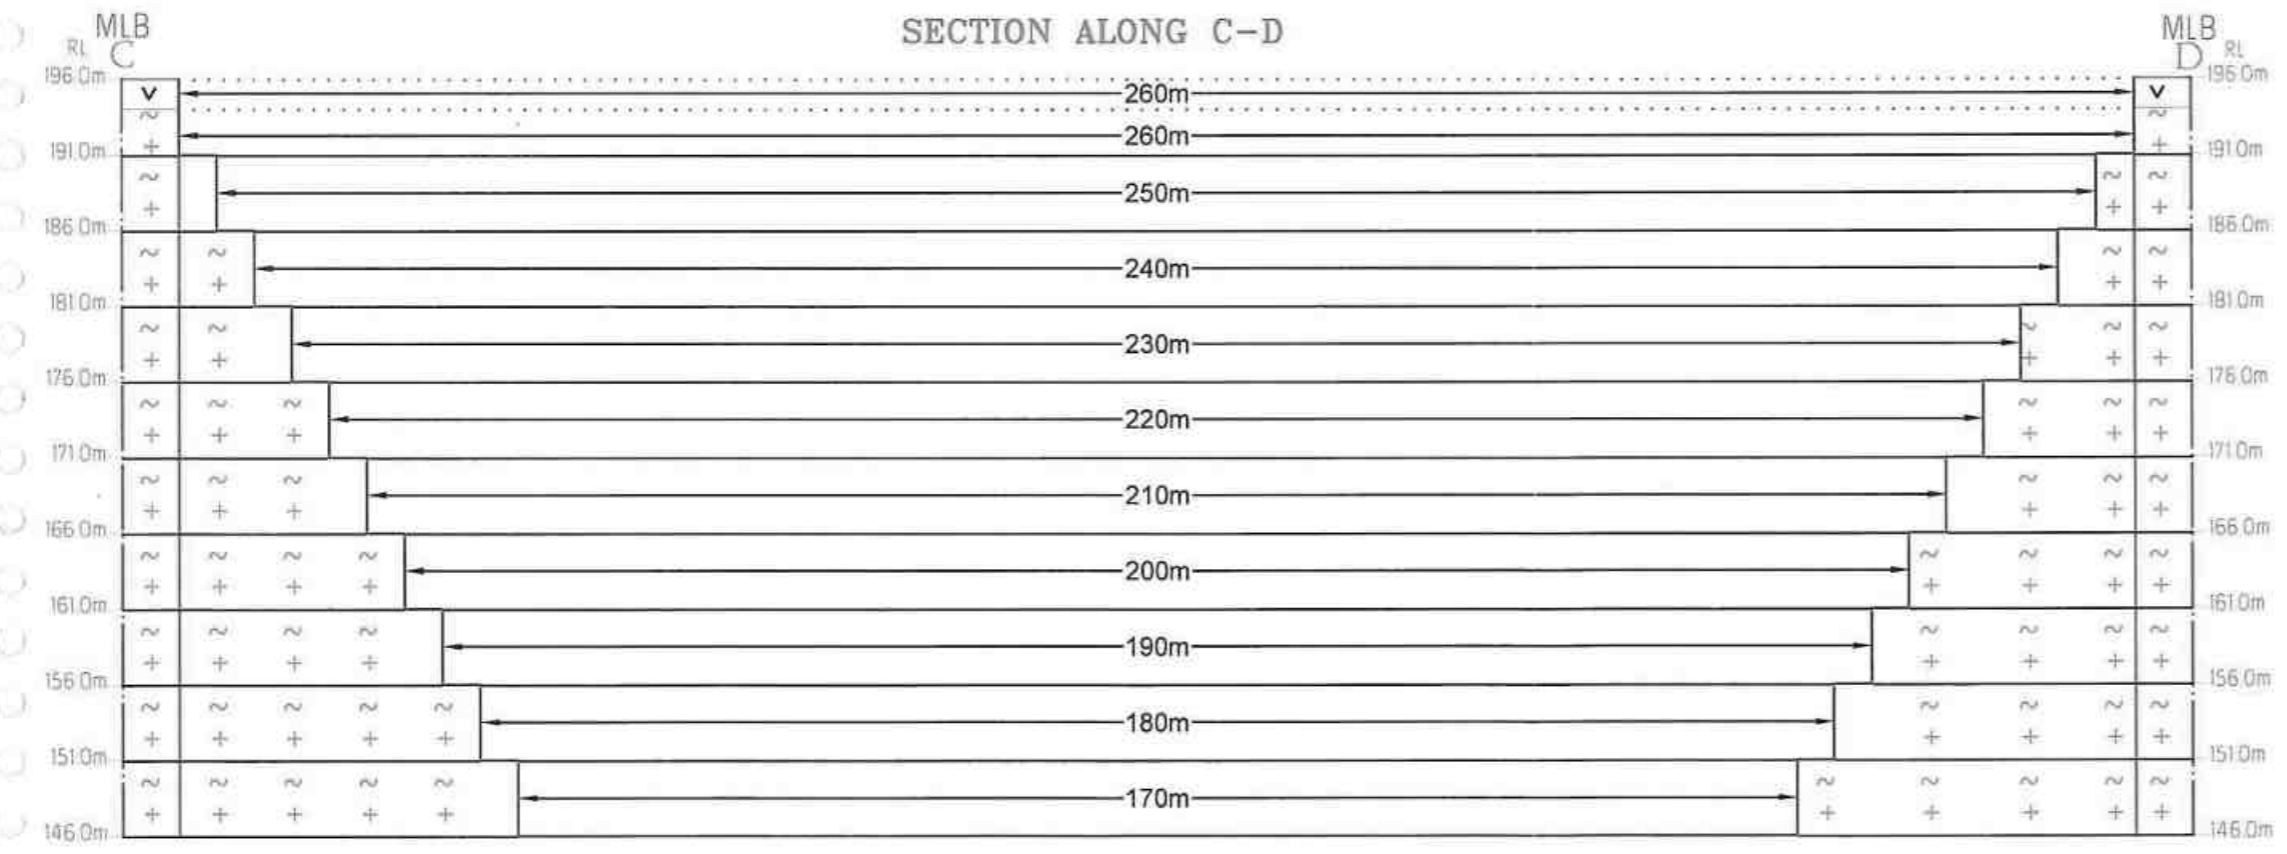 MLB SECTION ALONG C-D MLB
RL C D RL
196.0m 196.0m
V 260m V
260m
191.0m 191.0m
250m
186.0m 186.0m
240m
181.0m 181.0m
230m
176.0m 176.0m
220m
171.0m 171.0m
210m
166.0m 166.0m
200m
161.0m 161.0m
190m
156.0m 156.0m
180m
151.0m 151.0m
170m
146.0m 146.0m